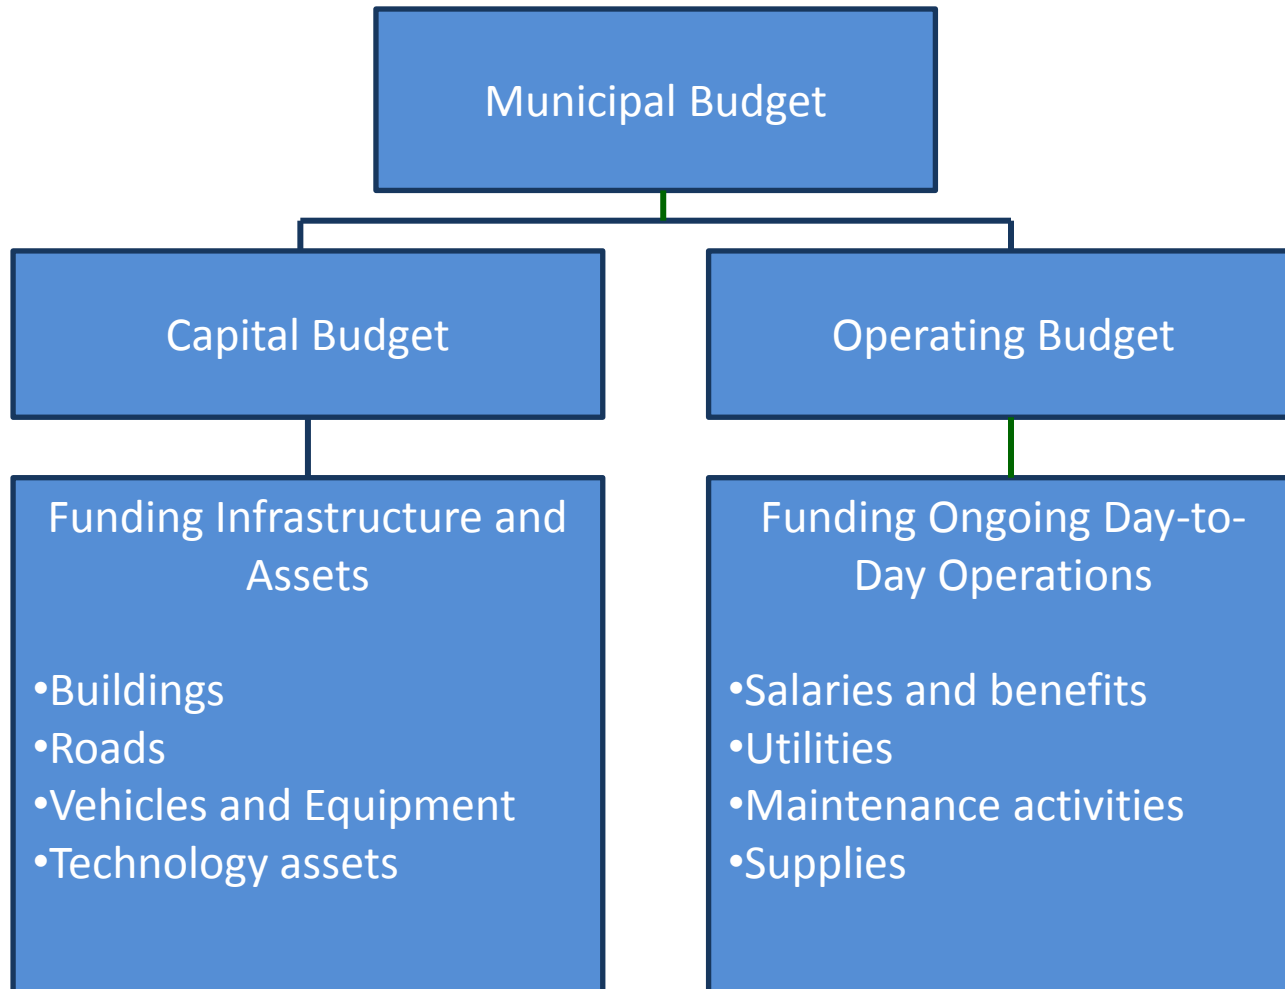 Municipal Budget
Capital Budget
Operating Budget
Funding Infrastructure and
Assets
•Buildings
•Roads
•Vehicles and Equipment
•Technology assets
Funding Ongoing Day-to-
Day Operations
•Salaries and benefits
•Utilities
•Maintenance activities
•Supplies